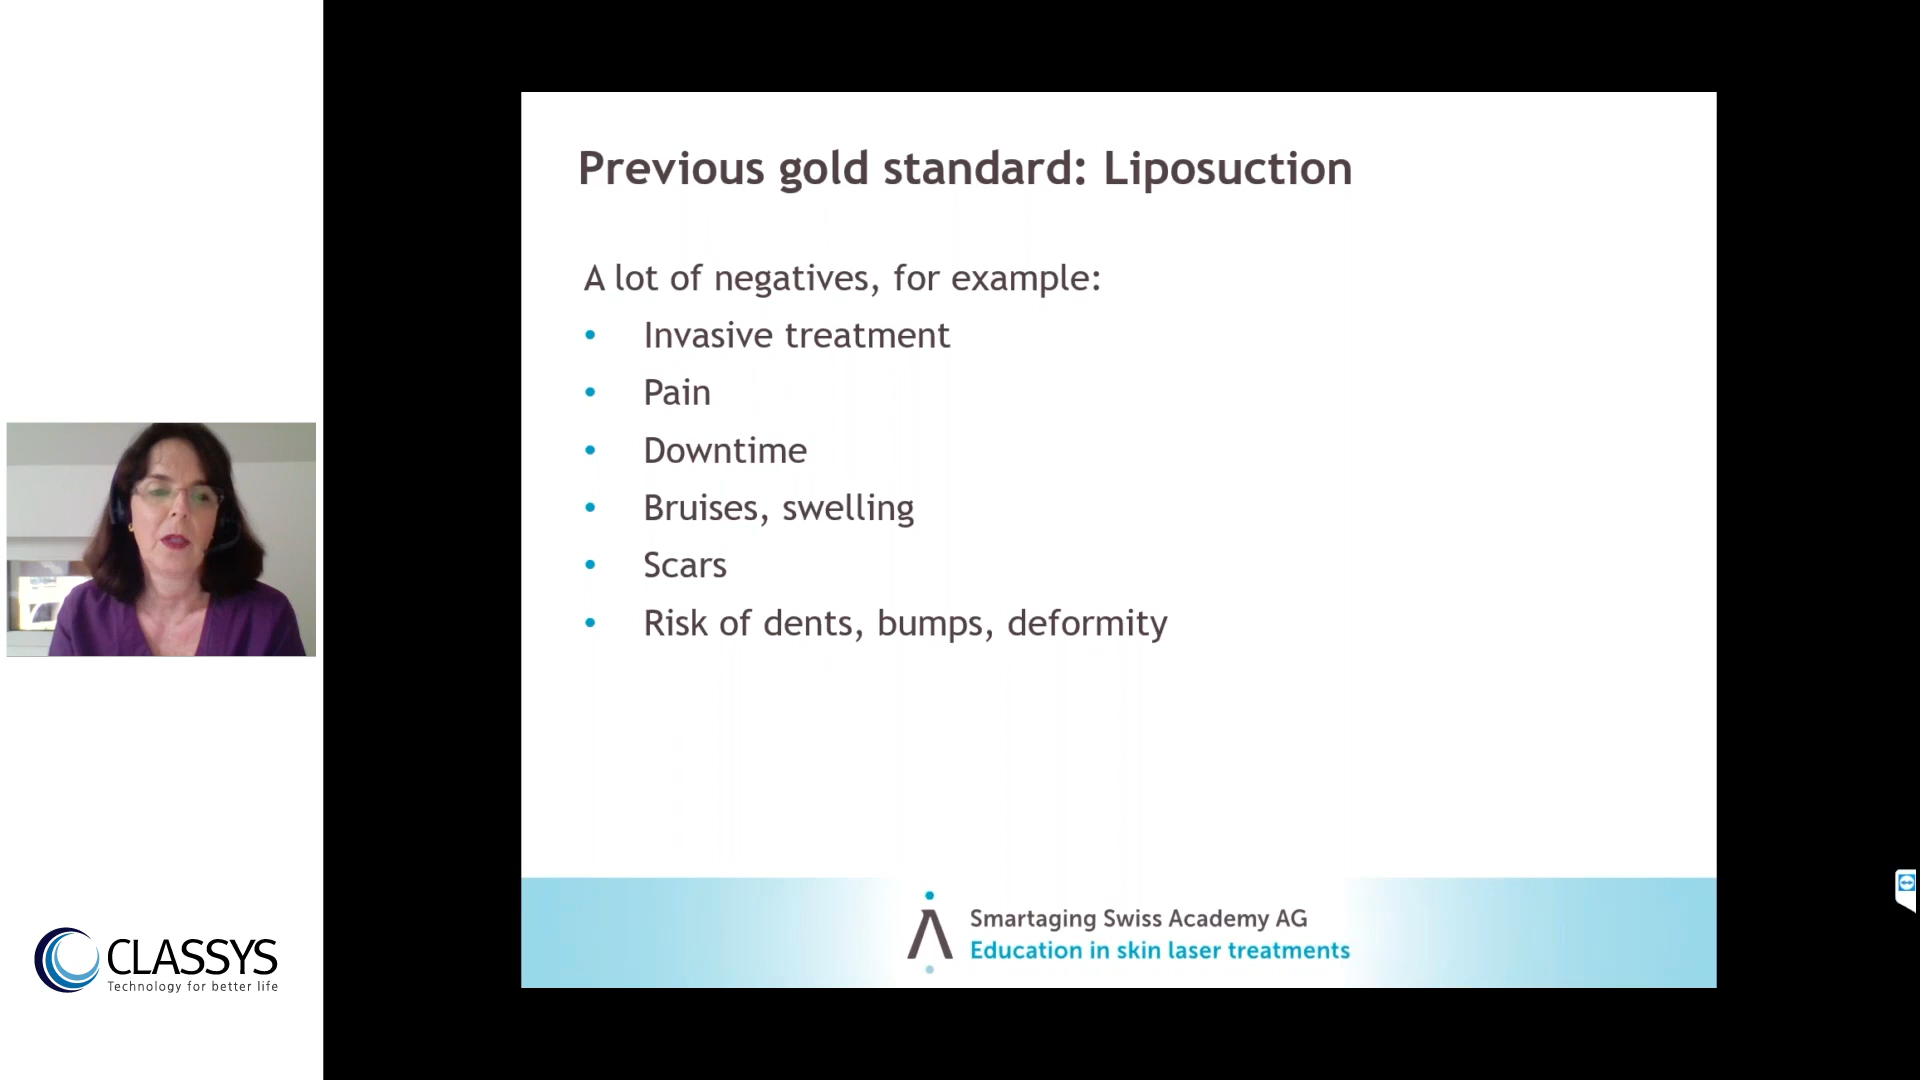 Previous gold standard: Liposuction
A lot of negatives, for example:
• Invasive treatment
• Pain
• Downtime
• Bruises, swelling
• Scars
• Risk of dents, bumps, deformity
Smartaging Swiss Academy AG
Education in skin laser treatments
CLASSYS
Technology for better life